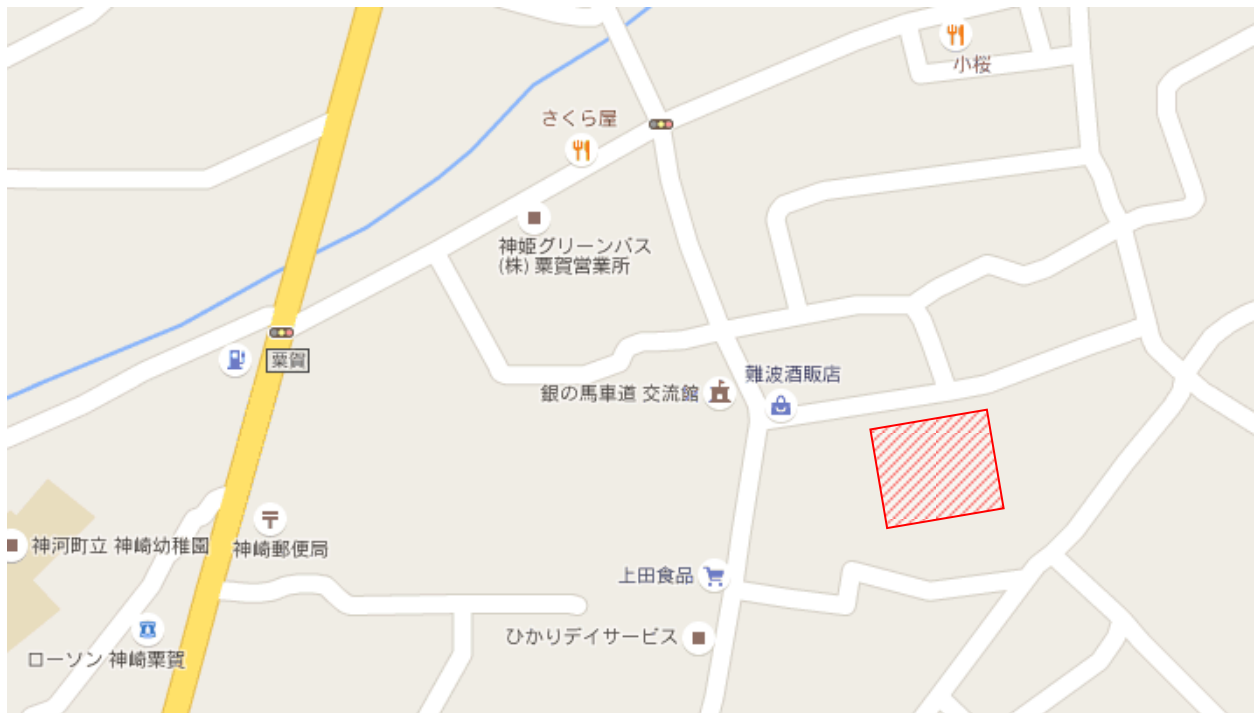 小桜
さくら屋
神姫グリーンバス
(株) 粟賀営業所
粟賀
難波酒販店
銀の馬車道 交流館
神河町立 神崎幼稚園
神崎郵便局
上田食品
ひかりデイサービス
ローソン 神崎粟賀